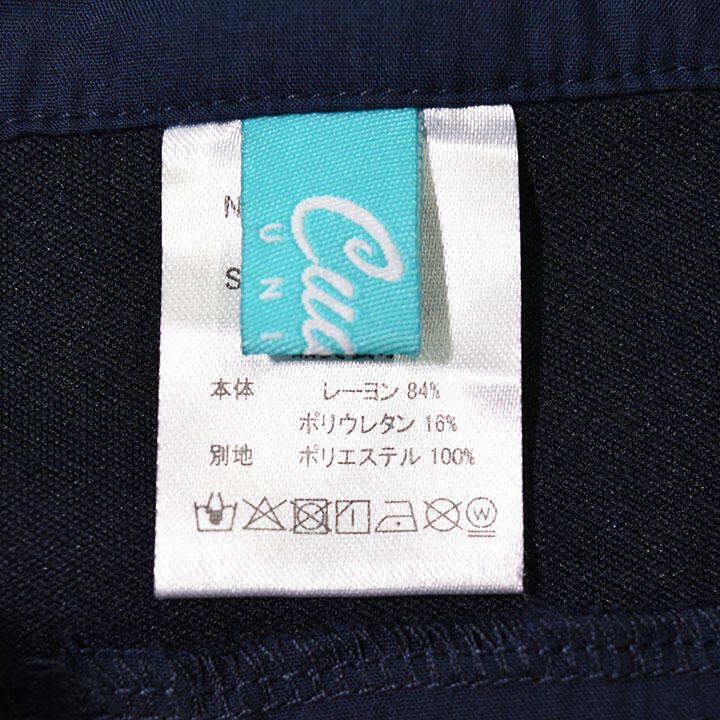 N
S
Cuc
UNI
本体 レーヨン 84%
ポリウレタン 16%
別地 ポリエステル 100%
W